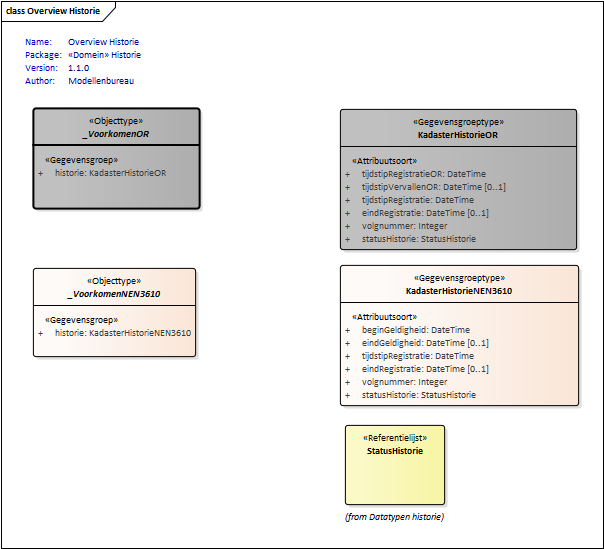 class Overview Historie
Name: Overview Historie
Package: «Domein» Historie
Version: 1.1.0
Author: Modellenbureau
«Objecttype»
_VoorkomenOR
«Gegevensgroep»
+ historie: KadasterHistorieOR
«Gegevensgroeptype»
KadasterHistorieOR
«Attribuutsoort»
+ tijdstipRegistratieOR: DateTime
+ tijdstipVervallenOR: DateTime [0..1]
+ tijdstipRegistratie: DateTime
+ eindRegistratie: DateTime [0..1]
+ volgnummer: Integer
+ statusHistorie: StatusHistorie
«Objecttype»
_VoorkomenNEN3610
«Gegevensgroep»
+ historie: KadasterHistorieNEN3610
«Gegevensgroeptype»
KadasterHistorieNEN3610
«Attribuutsoort»
+ beginGeldigheid: DateTime
+ eindGeldigheid: DateTime [0..1]
+ tijdstipRegistratie: DateTime
+ eindRegistratie: DateTime [0..1]
+ volgnummer: Integer
+ statusHistorie: StatusHistorie
«Referentielijst»
StatusHistorie
(from Datatypen historie)